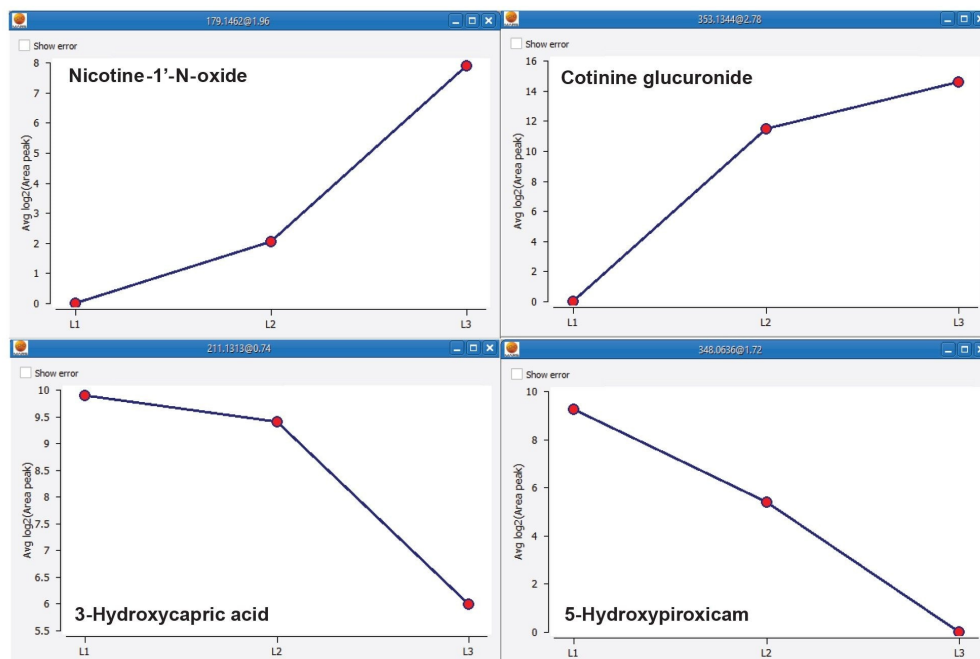 179.1462@1.96
Show error
Nicotine-1’-N-oxide
Avg log2(Area peak)
8
7
6
5
4
3
2
1
0
L1 L2 L3
353.1344@2.78
Show error
Cotinine glucuronide
Avg log2(Area peak)
16
14
12
10
8
6
4
2
0
L1 L2 L3
211.1313@0.74
Show error
Avg log2(Area peak)
10
9.5
9
8.5
8
7.5
7
6.5
6
5.5
3-Hydroxycapric acid
L1 L2 L3
348.0636@1.72
Show error
Avg log2(Area peak)
10
8
6
4
2
0
5-Hydroxypiroxicam
L1 L2 L3